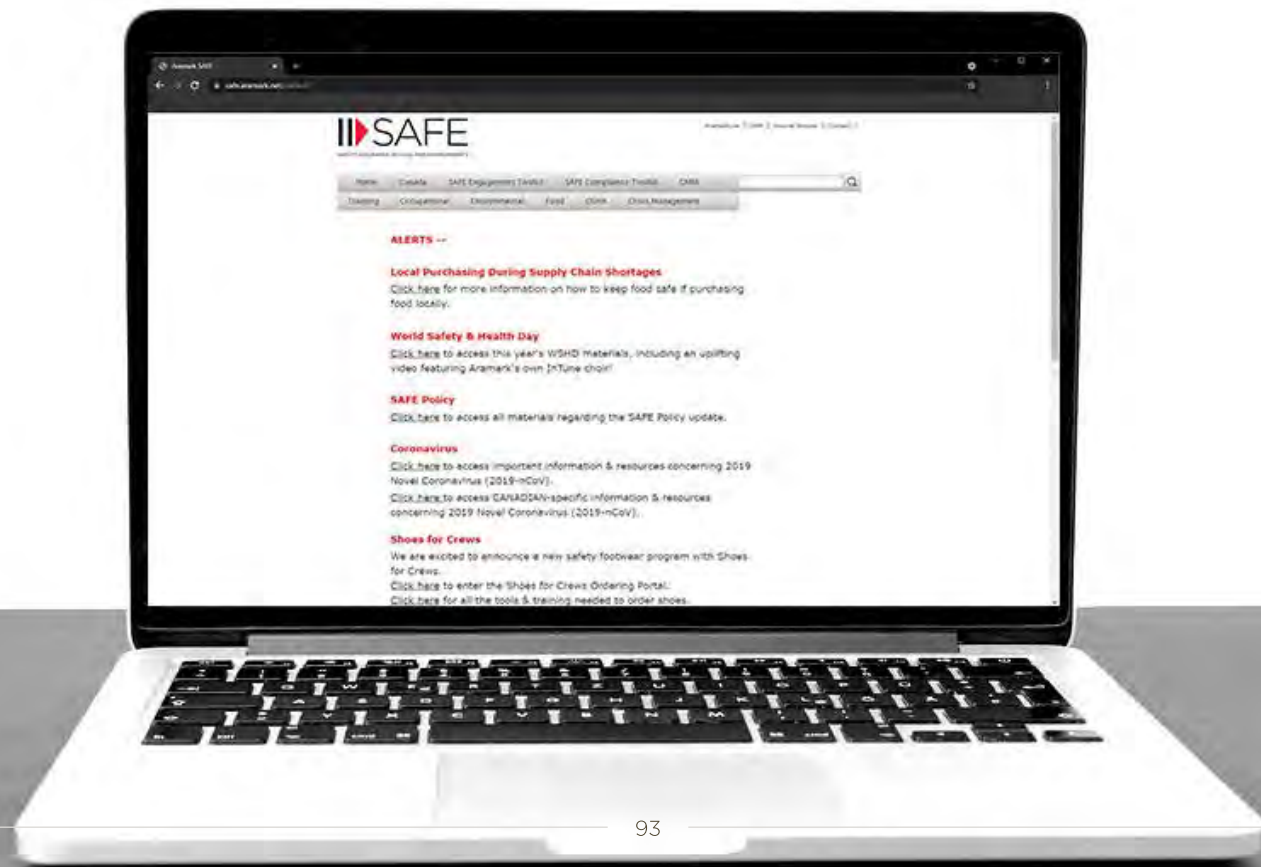 Aramark SAFE
SAFE
Home Canada SAFE Engagement Toolkit SAFE Compliance Toolkit
Training Occupational Environmental Food OSHA Crisis Management
ALERTS --
Local Purchasing During Supply Chain Shortages
Click here for more information on how to keep food safe if purchasing
food locally.
World Safety & Health Day
Click here to access this year's WSHD materials, including an uplifting
video featuring Aramark's own InTune choir!
SAFE Policy
Click here to access all materials regarding the SAFE Policy update.
Coronavirus
Click here to access important information & resources concerning 2019
Novel Coronavirus (2019-nCoV).
Click here to access CANADIAN-specific information & resources
concerning 2019 Novel Coronavirus (2019-nCoV).
Shoes for Crews
We are excited to announce a new safety footwear program with Shoes
for Crews.
Click here to enter the Shoes for Crews Ordering Portal.
Click here for all the tools & training needed to order shoes.
93